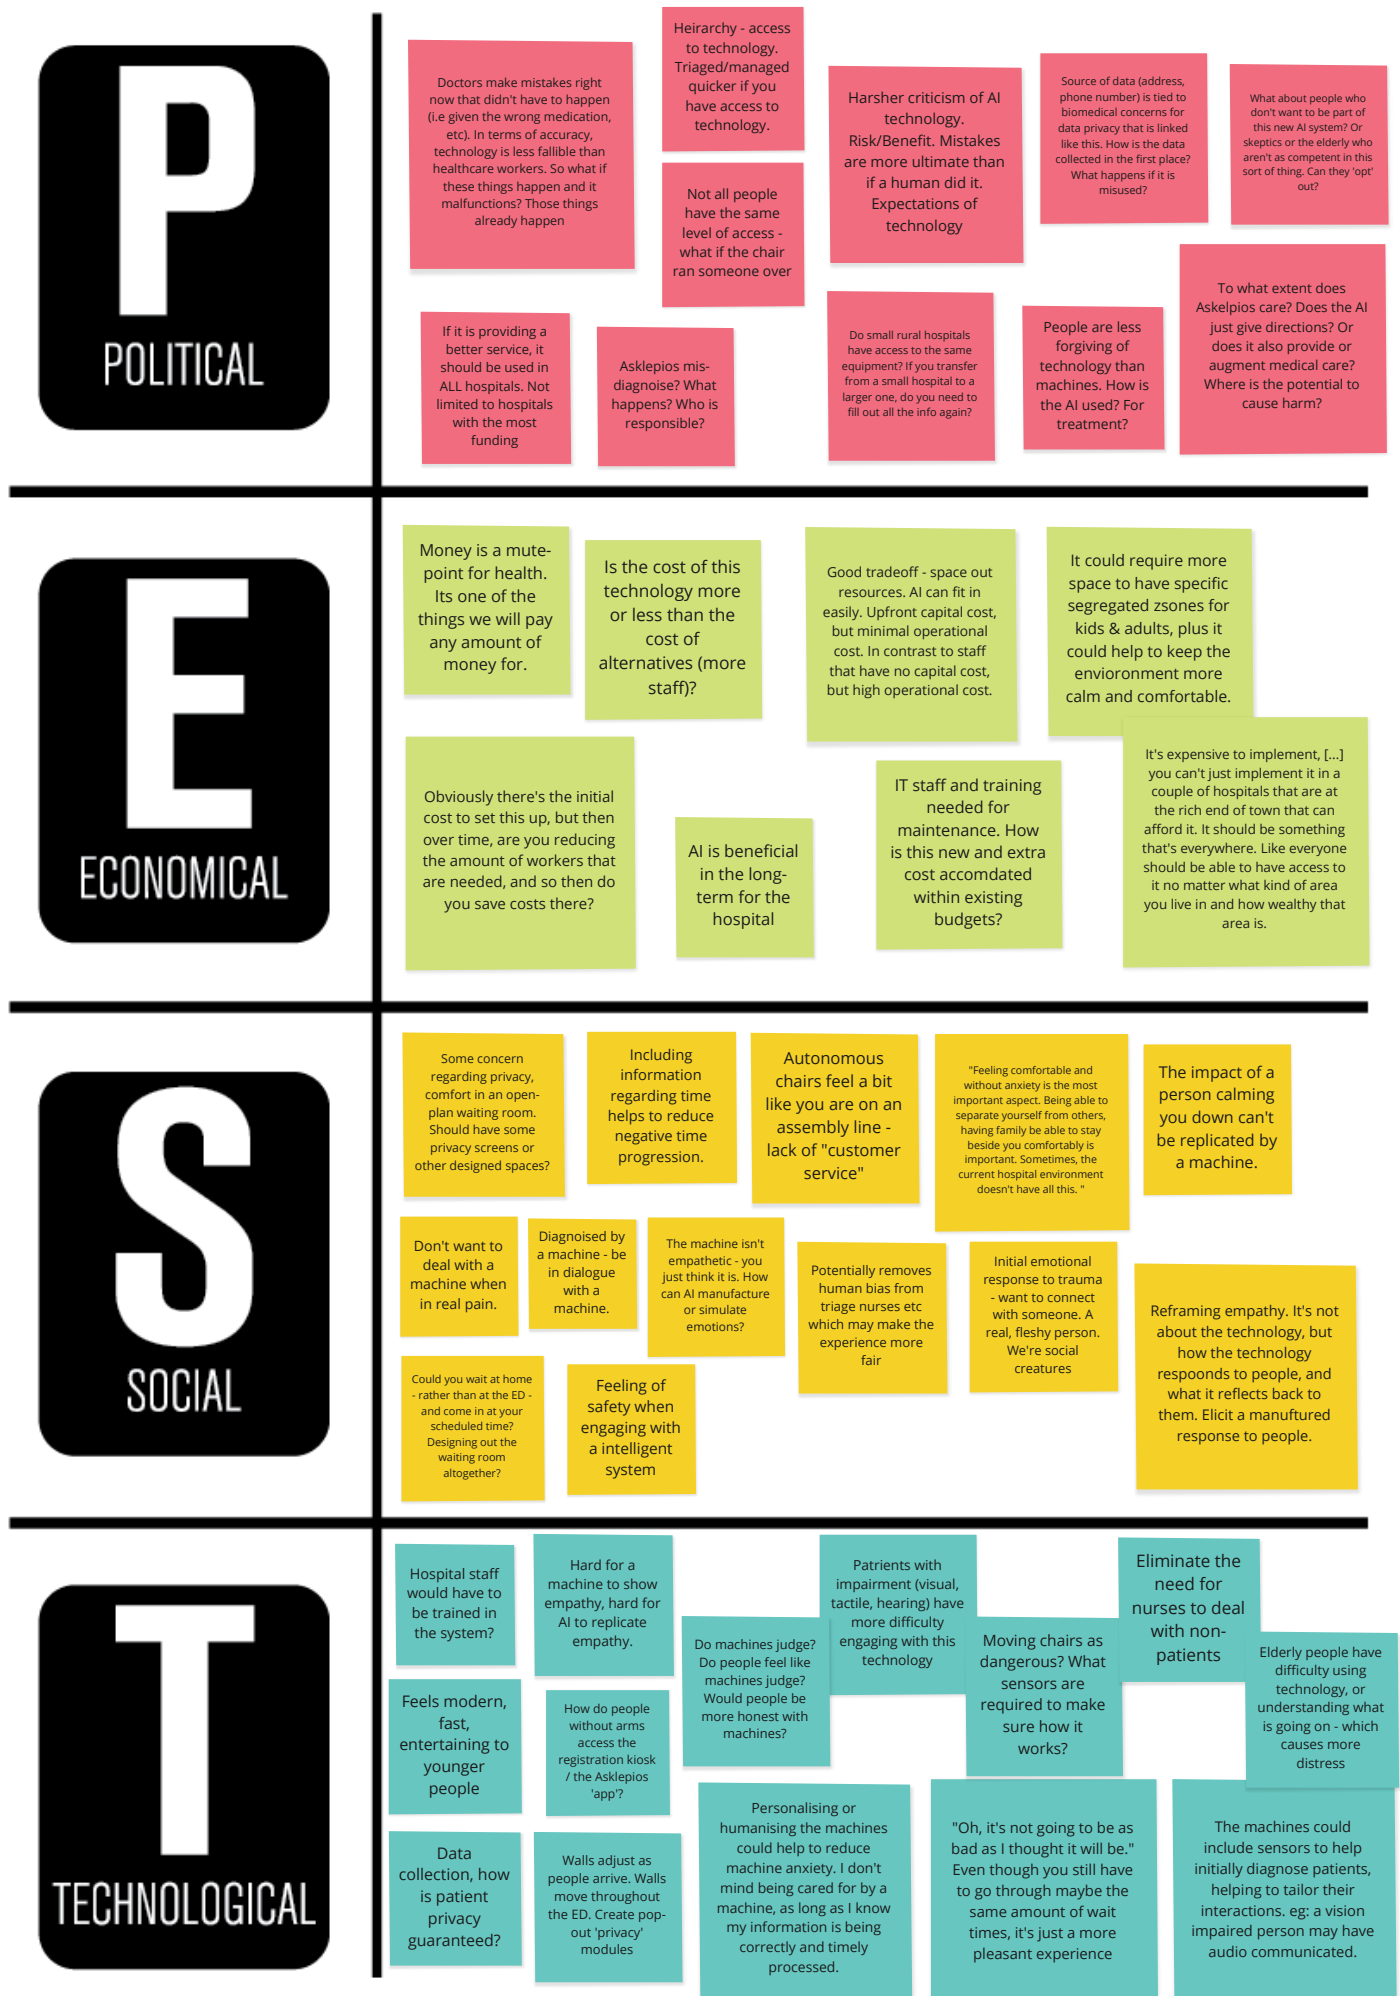 P
POLITICAL
Doctors make mistakes right
now that didn't have to happen
(i.e given the wrong medication,
etc). In terms of accuracy,
technology is less fallible than
healthcare workers. So what if
these things happen and it
malfunctions? Those things
already happen
Heirarchy - access
to technology.
Triaged/managed
quicker if you
have access to
technology.
Not all people
have the same
level of access -
what if the chair
ran someone over
Harsher criticism of AI
technology.
Risk/Benefit. Mistakes
are more ultimate than
if a human did it.
Expectations of
technology
Source of data (address,
phone number) is tied to
biomedical concerns for
data privacy that is linked
like this. How is the data
collected in the first place?
What happens if it is
misused?
What about people who
don't want to be part of
this new AI system? Or
skeptics or the elderly who
aren't as competent in this
sort of thing. Can they 'opt'
out?
If it is providing a
better service, it
should be used in
ALL hospitals. Not
limited to hospitals
with the most
funding
Asklepios mis-
diagnoise? What
happens? Who is
responsible?
Do small rural hospitals
have access to the same
equipment? If you transfer
from a small hospital to a
larger one, do you need to
fill out all the info again?
People are less
forgiving of
technology than
machines. How is
the AI used? For
treatment?
To what extent does
Askelpios care? Does the AI
just give directions? Or
does it also provide or
augment medical care?
Where is the potential to
cause harm?
E
ECONOMICAL
Money is a mute-
point for health.
Its one of the
things we will pay
any amount of
money for.
Is the cost of this
technology more
or less than the
cost of
alternatives (more
staff)?
Good tradeoff - space out
resources. AI can fit in
easily. Upfront capital cost,
but minimal operational
cost. In contrast to staff
that have no capital cost,
but high operational cost.
It could require more
space to have specific
segregated zsones for
kids & adults, plus it
could help to keep the
envioronment more
calm and comfortable.
Obviously there's the initial
cost to set this up, but then
over time, are you reducing
the amount of workers that
are needed, and so then do
you save costs there?
AI is beneficial
in the long-
term for the
hospital
IT staff and training
needed for
maintenance. How
is this new and extra
cost accomdated
within existing
budgets?
It's expensive to implement, [...]
you can't just implement it in a
couple of hospitals that are at
the rich end of town that can
afford it. It should be something
that's everywhere. Like everyone
should be able to have access to
it no matter what kind of area
you live in and how wealthy that
area is.
S
SOCIAL
Some concern
regarding privacy,
comfort in an open-
plan waiting room.
Should have some
privacy screens or
other designed spaces?
Including
information
regarding time
helps to reduce
negative time
progression.
Autonomous
chairs feel a bit
like you are on an
assembly line -
lack of "customer
service"
"Feeling comfortable and
without anxiety is the most
important aspect. Being able to
separate yourself from others,
having family be able to stay
beside you comfortably is
important. Sometimes, the
current hospital environment
doesn't have all this. "
The impact of a
person calming
you down can't
be replicated by
a machine.
Don't want to
deal with a
machine when
in real pain.
Diagnoised by
a machine - be
in dialogue
with a
machine.
The machine isn't
empathetic - you
just think it is. How
can AI manufacture
or simulate
emotions?
Potentially removes
human bias from
triage nurses etc
which may make the
experience more
fair
Initial emotional
response to trauma
- want to connect
with someone. A
real, fleshy person.
We're social
creatures
Reframing empathy. It's not
about the technology, but
how the technology
respoonds to people, and
what it reflects back to
them. Elicit a manuftured
response to people.
Could you wait at home
- rather than at the ED -
and come in at your
scheduled time?
Designing out the
waiting room
altogether?
Feeling of
safety when
engaging with
a intelligent
system
T
TECHNOLOGICAL
Hospital staff
would have to
be trained in
the system?
Hard for a
machine to show
empathy, hard for
AI to replicate
empathy.
Do machines judge?
Do people feel like
machines judge?
Would people be
more honest with
machines?
Patrients with
impairment (visual,
tactile, hearing) have
more difficulty
engaging with this
technology
Moving chairs as
dangerous? What
sensors are
required to make
sure how it
works?
Eliminate the
need for
nurses to deal
with non-
patients
Elderly people have
difficulty using
technology, or
understanding what
is going on - which
causes more
distress
Feels modern,
fast,
entertaining to
younger
people
How do people
without arms
access the
registration kiosk
/ the Asklepios
'app'?
Data
collection, how
is patient
privacy
guaranteed?
Walls adjust as
people arrive. Walls
move throughout
the ED. Create pop-
out 'privacy'
modules
Personalising or
humanising the machines
could help to reduce
machine anxiety. I don't
mind being cared for by a
machine, as long as I know
my information is being
correctly and timely
processed.
"Oh, it's not going to be as
bad as I thought it will be."
Even though you still have
to go through maybe the
same amount of wait
times, it's just a more
pleasant experience
The machines could
include sensors to help
initially diagnose patients,
helping to tailor their
interactions. eg: a vision
impaired person may have
audio communicated.